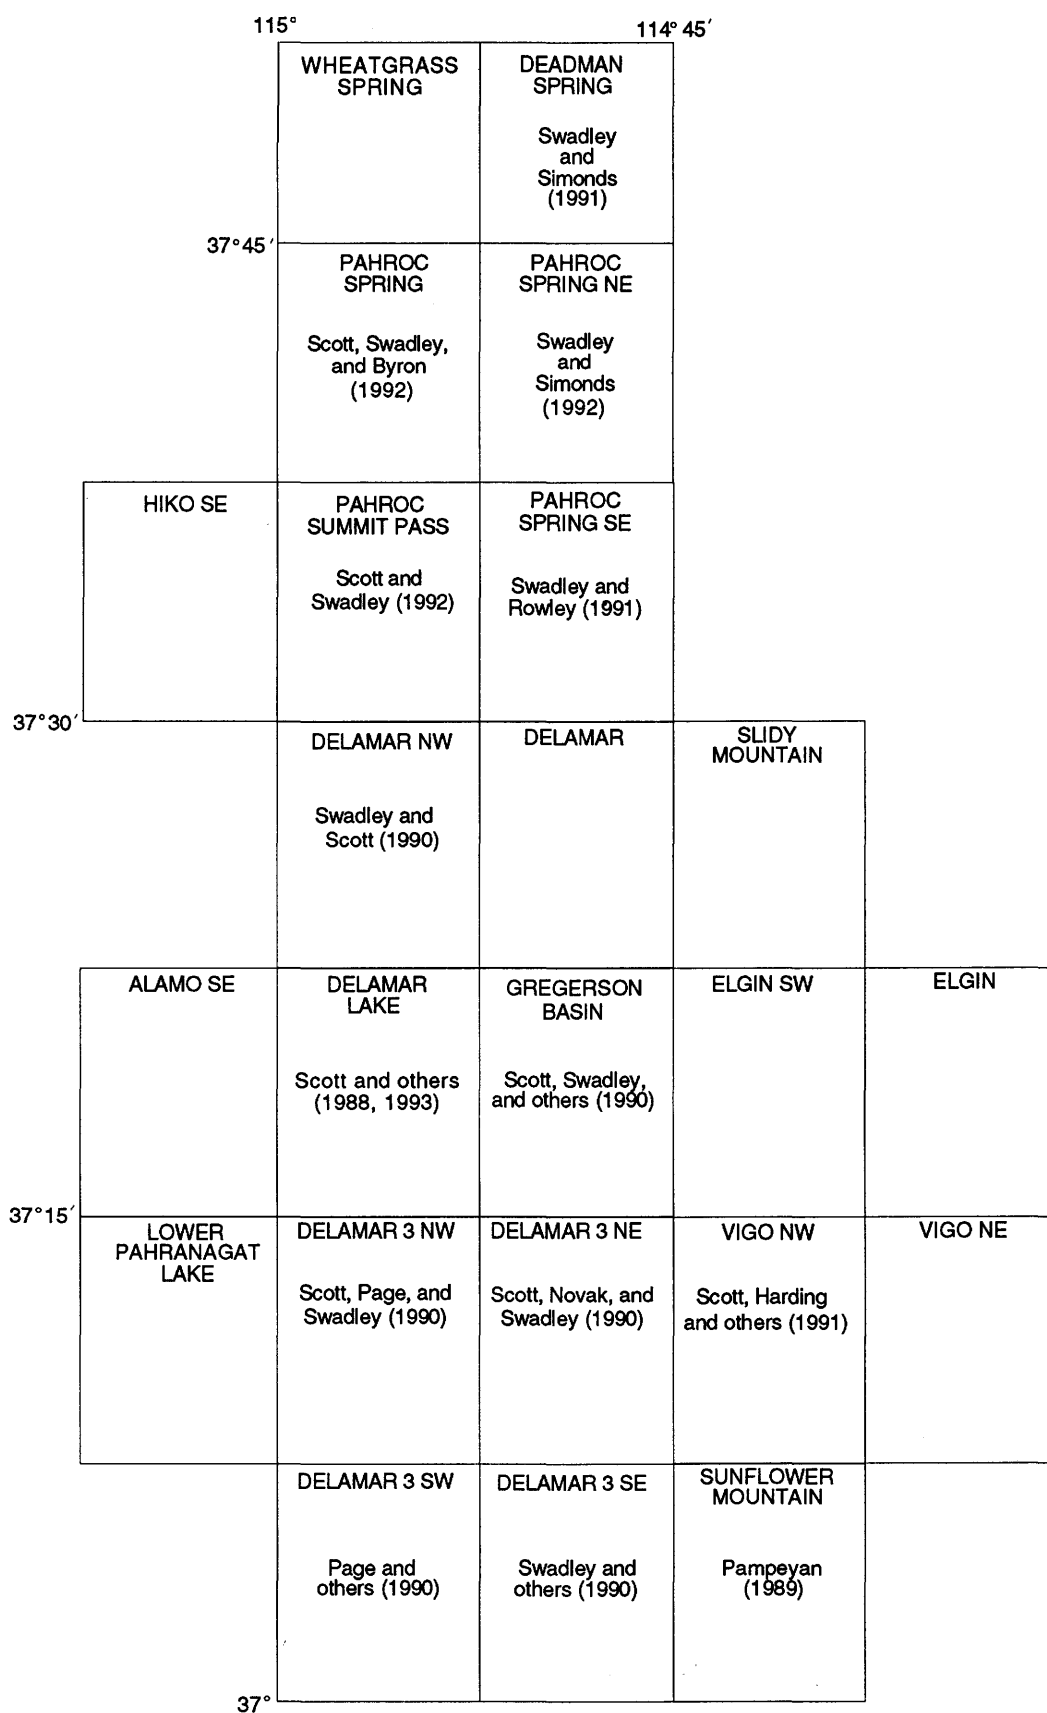 115°
114° 45′
WHEATGRASS
SPRING
DEADMAN
SPRING
Swadley
and
Simonds
(1991)
37°45′
PAHROC
SPRING
Scott, Swadley,
and Byron
(1992)
PAHROC
SPRING NE
Swadley
and
Simonds
(1992)
HIKO SE
PAHROC
SUMMIT PASS
Scott and
Swadley (1992)
PAHROC
SPRING SE
Swadley and
Rowley (1991)
37°30′
DELAMAR NW
Swadley and
Scott (1990)
DELAMAR
SLIDY
MOUNTAIN
ALAMO SE
DELAMAR
LAKE
Scott and others
(1988, 1993)
GREGERSON
BASIN
Scott, Swadley,
and others (1990)
ELGIN SW
ELGIN
37°15′
LOWER
PAHRANAGAT
LAKE
DELAMAR 3 NW
Scott, Page, and
Swadley (1990)
DELAMAR 3 NE
Scott, Novak, and
Swadley (1990)
VIGO NW
Scott, Harding
and others (1991)
VIGO NE
DELAMAR 3 SW
Page and
others (1990)
DELAMAR 3 SE
Swadley and
others (1990)
SUNFLOWER
MOUNTAIN
Pampeyan
(1989)
37°